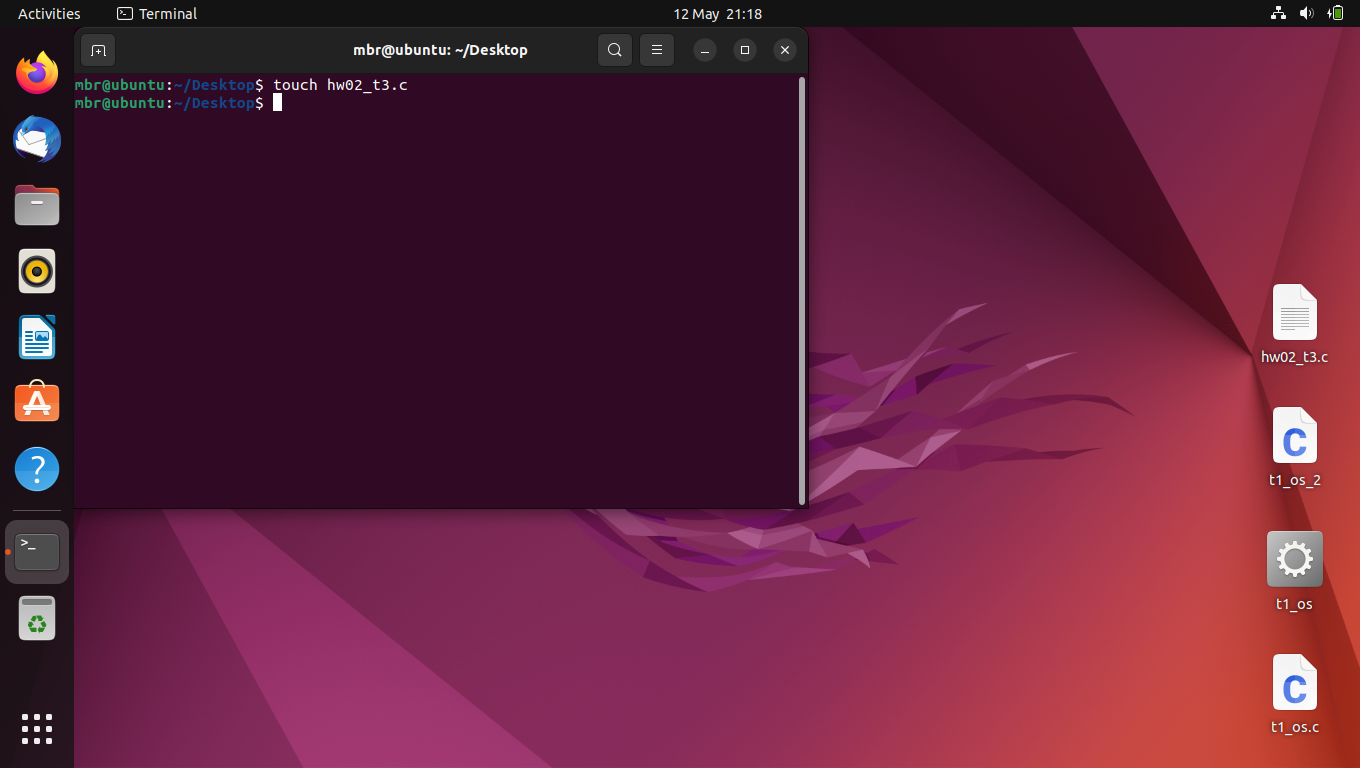 Activities
Terminal
12 May 21:18
mbr@ubuntu: ~/Desktop
mbr@ubuntu:~/Desktop$ touch hw02_t3.c
mbr@ubuntu:~/Desktop$
hw02_t3.c
t1_os_2
t1_os
t1_os.c